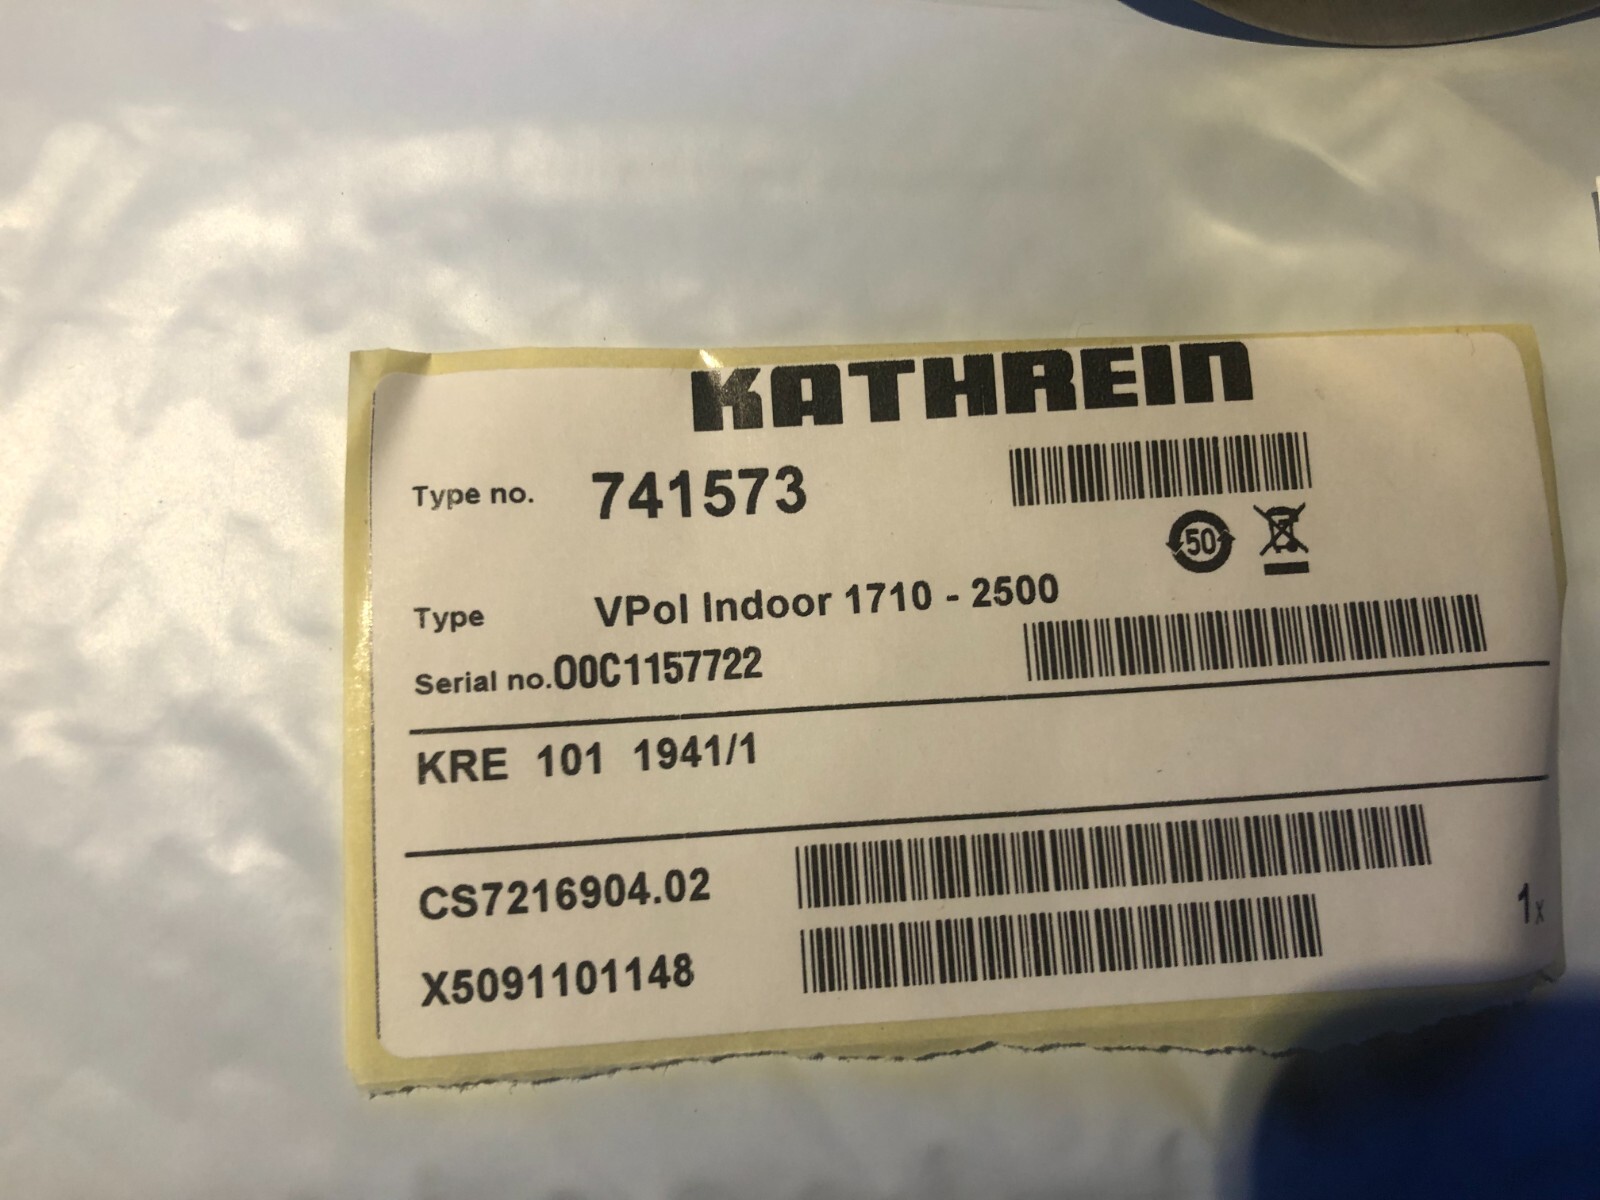 KATHREIN
Type no. 741573
50
Type VPol Indoor 1710 - 2500
Serial no. 00C1157722
KRE 101 1941/1
CS7216904.02
X5091101148
1x